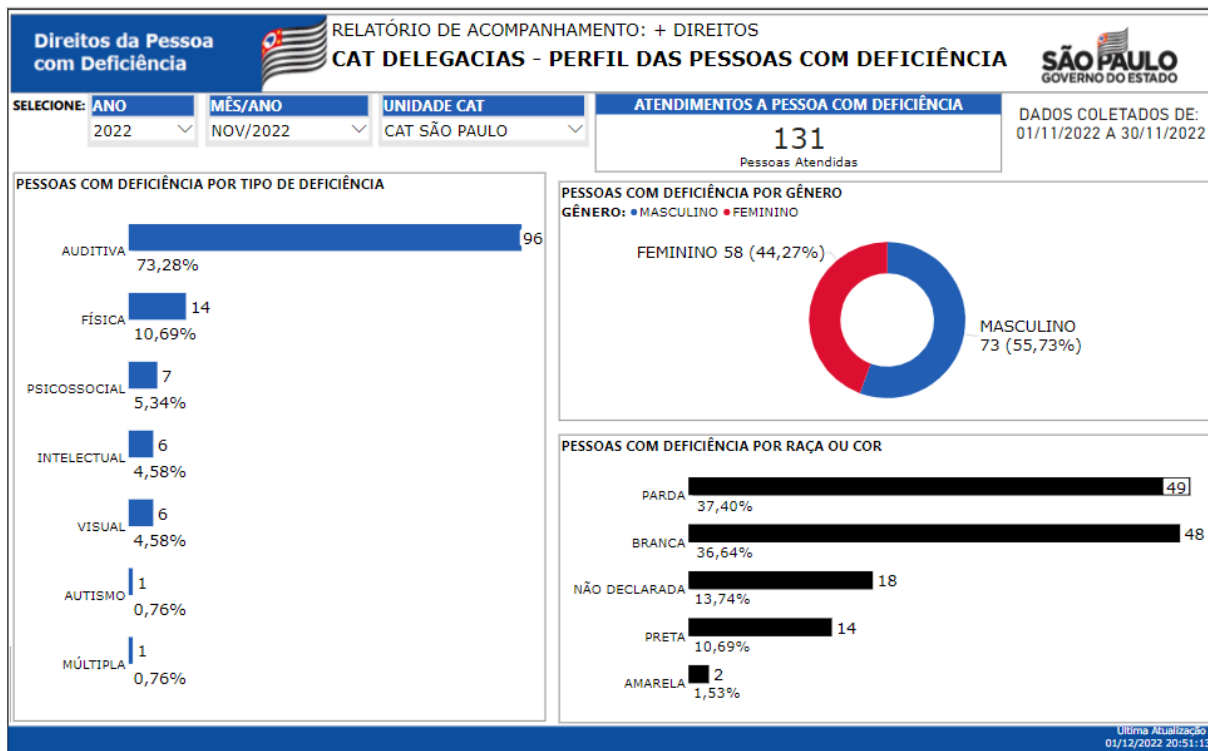 Direitos da Pessoa
com Deficiência
RELATÓRIO DE ACOMPANHAMENTO: + DIREITOS
CAT DELEGACIAS - PERFIL DAS PESSOAS COM DEFICIÊNCIA
SÃO PAULO
GOVERNO DO ESTADO
SELECIONE:
ANO
2022
MÊS/ANO
NOV/2022
UNIDADE CAT
CAT SÃO PAULO
ATENDIMENTOS A PESSOA COM DEFICIÊNCIA
131
Pessoas Atendidas
DADOS COLETADOS DE:
01/11/2022 A 30/11/2022
PESSOAS COM DEFICIÊNCIA POR TIPO DE DEFICIÊNCIA
AUDITIVA 96
73,28%
FÍSICA 14
10,69%
PSICOSSOCIAL 7
5,34%
INTELECTUAL 6
4,58%
VISUAL 6
4,58%
AUTISMO 1
0,76%
MÚLTIPLA 1
0,76%
PESSOAS COM DEFICIÊNCIA POR GÊNERO
GÊNERO: MASCULINO FEMININO
FEMININO 58 (44,27%)
MASCULINO
73 (55,73%)
PESSOAS COM DEFICIÊNCIA POR RAÇA OU COR
PARDA 49
37,40%
BRANCA 48
36,64%
NÃO DECLARADA 18
13,74%
PRETA 14
10,69%
AMARELA 2
1,53%
Última Atualização
01/12/2022 20:51:13